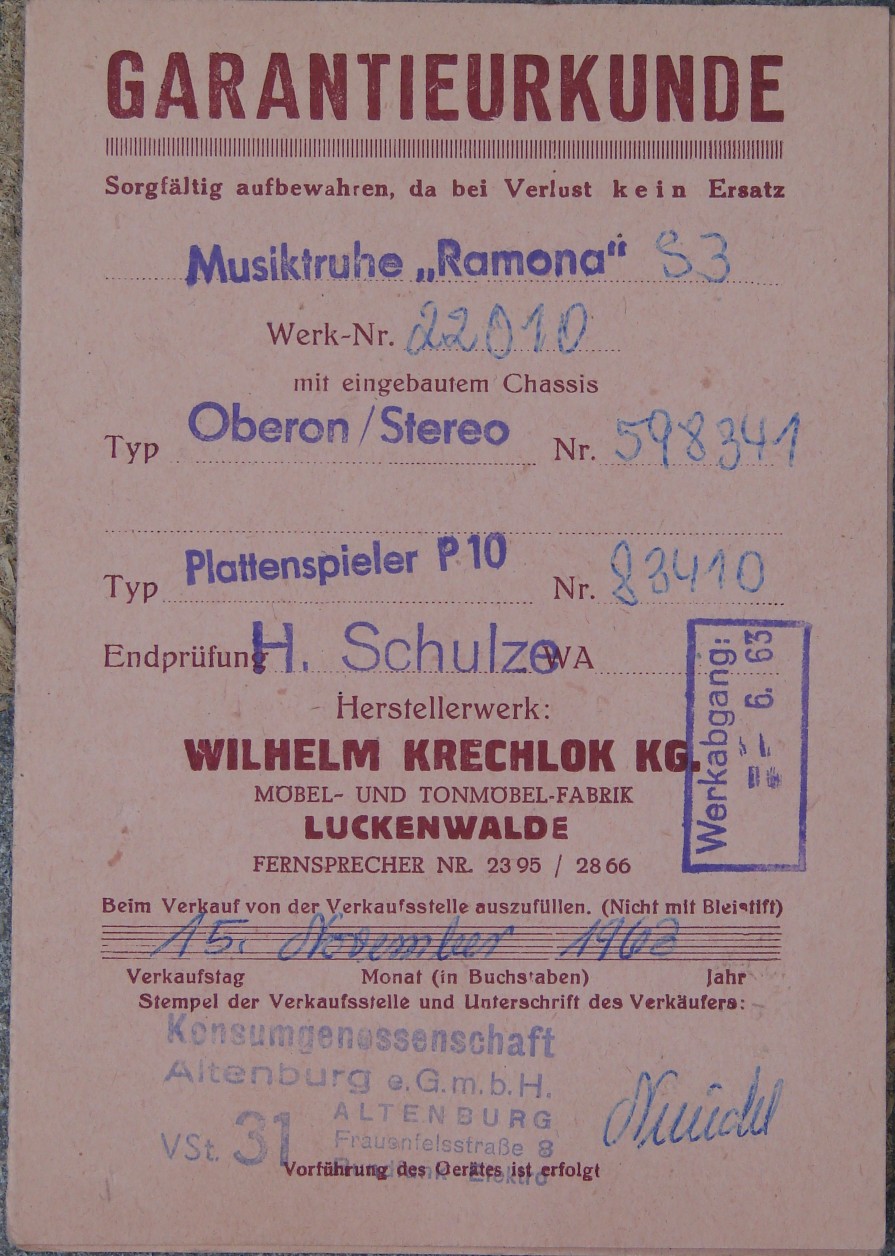 GARANTIEURKUNDE
Sorgfältig aufbewahren, da bei Verlust kein Ersatz
Musiktruhe „Ramona“ S3
Werk-Nr. 22010
mit eingebautem Chassis
Typ Oberon/Stereo Nr. 598341
Typ Plattenspieler P 10 Nr. 83410
Endprüfung H. Schulze WA
Werkabgang: 6. 63
Herstellerwerk:
WILHELM KRECHLOK KG.
MÖBEL- UND TONMÖBEL-FABRIK
LUCKENWALDE
FERNSPRECHER NR. 23 95 / 28 66
Beim Verkauf von der Verkaufsstelle auszufüllen. (Nicht mit Bleistift)
15. November 1963
Verkaufstag Monat (in Buchstaben) Jahr
Stempel der Verkaufsstelle und Unterschrift des Verkäufers:
Konsumgenossenschaft
Altenburg e.G.m.b.H.
ALTENBURG
VSt. 31 Frauenfelsstraße 8
Rundfunk Elektro
Vorführung des Gerätes ist erfolgt